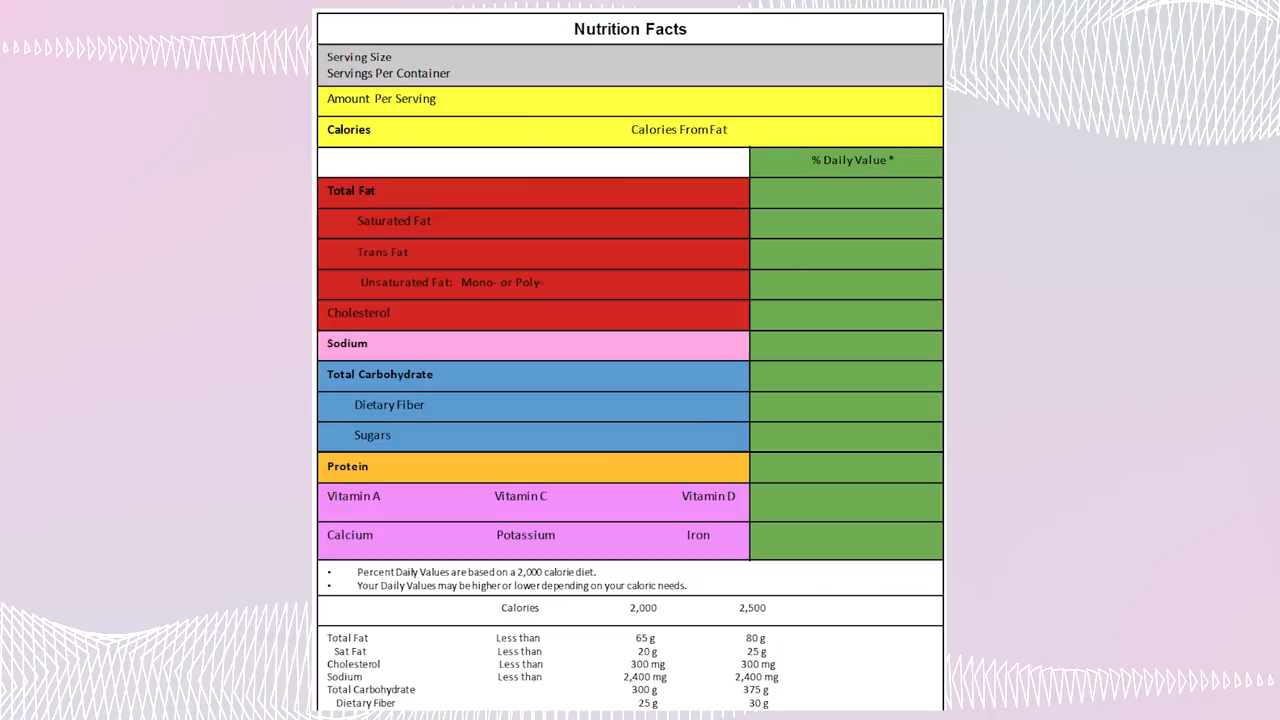 Nutrition Facts
Serving Size
Servings Per Container
Amount Per Serving
Calories Calories From Fat
% Daily Value *
Total Fat
Saturated Fat
Trans Fat
Unsaturated Fat: Mono- or Poly-
Cholesterol
Sodium
Total Carbohydrate
Dietary Fiber
Sugars
Protein
Vitamin A Vitamin C Vitamin D
Calcium Potassium Iron
• Percent Daily Values are based on a 2,000 calorie diet.
• Your Daily Values may be higher or lower depending on your caloric needs.
Calories 2,000 2,500
Total Fat Less than 65 g 80 g
Sat Fat Less than 20 g 25 g
Cholesterol Less than 300 mg 300 mg
Sodium Less than 2,400 mg 2,400 mg
Total Carbohydrate 300 g 375 g
Dietary Fiber 25 g 30 g